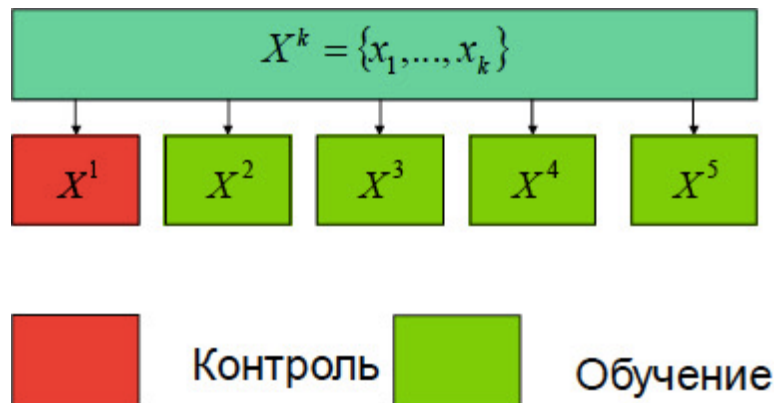 X^k = {x_1,...,x_k}
X^1 X^2 X^3 X^4 X^5
Контроль Обучение